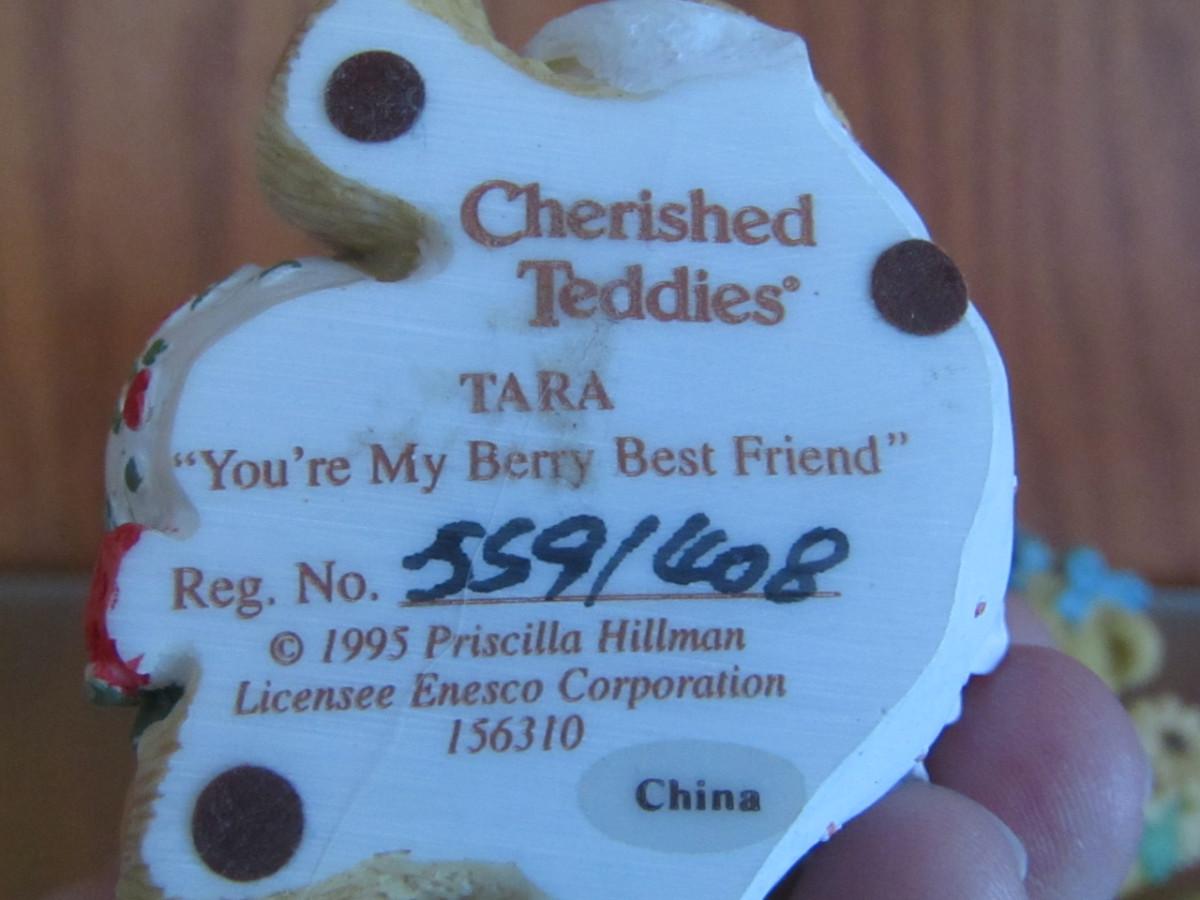 Cherished
Teddies®
TARA
“You're My Berry Best Friend”
Reg. No. 559/408
© 1995 Priscilla Hillman
Licensee Enesco Corporation
156310
China